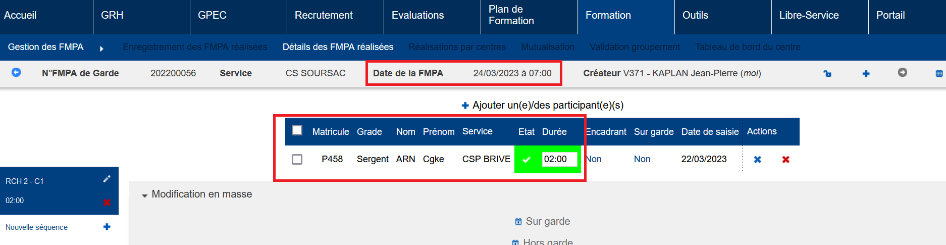 Accueil GRH GPEC Recrutement Evaluations Plan de Formation Formation Outils Libre-Service Portail
Gestion des FMPA Enregistrement des FMPA réalisées Détails des FMPA réalisées Réalisations par centres Mutualisation Validation groupement Tableau de bord du centre
N°FMPA de Garde 202200056 Service CS SOURSAC Date de la FMPA 24/03/2023 à 07:00 Créateur V371 - KAPLAN Jean-Pierre (moi)
Ajouter un(e)/des participant(e)(s)
Matricule Grade Nom Prénom Service Etat Durée Encadrant Sur garde Date de saisie Actions
P458 Sergent ARN Cgke CSP BRIVE 02:00 Non Non 22/03/2023
RCH 2 - C1
02:00
Nouvelle séquence
Modification en masse
Sur garde
Hors garde